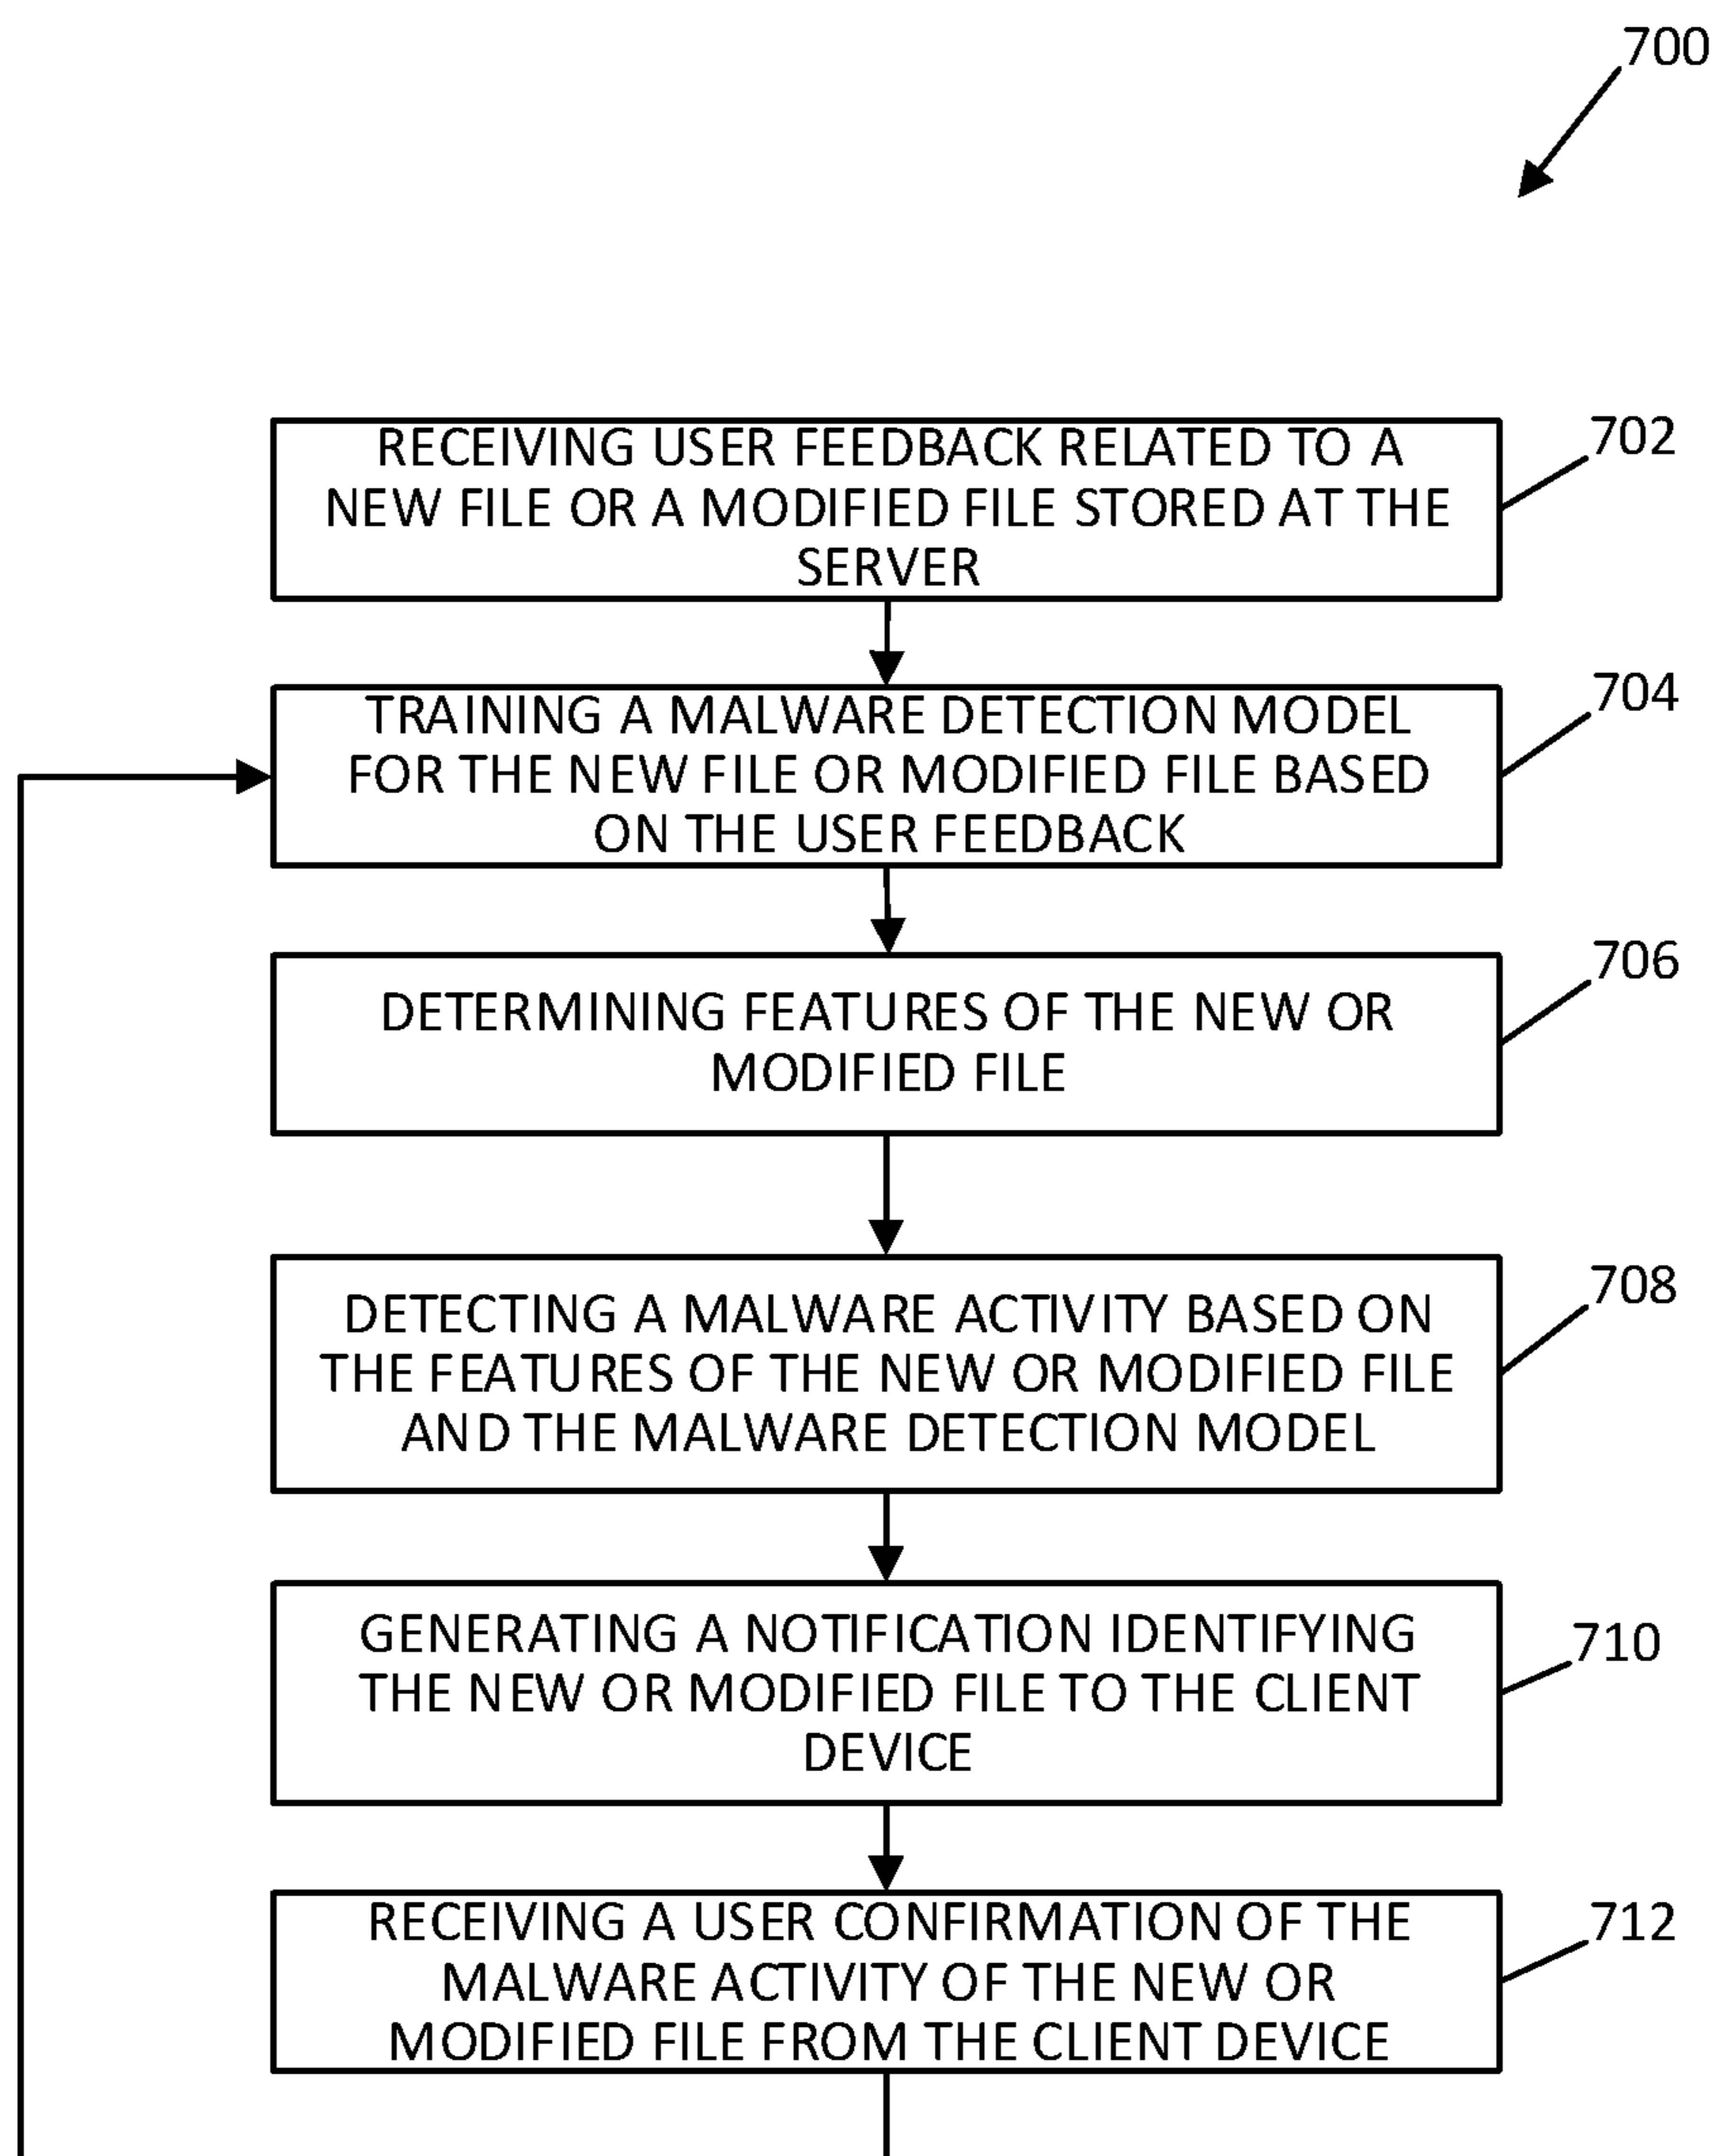 700
RECEIVING USER FEEDBACK RELATED TO A
NEW FILE OR A MODIFIED FILE STORED AT THE
SERVER
702
TRAINING A MALWARE DETECTION MODEL
FOR THE NEW FILE OR MODIFIED FILE BASED
ON THE USER FEEDBACK
704
DETERMINING FEATURES OF THE NEW OR
MODIFIED FILE
706
DETECTING A MALWARE ACTIVITY BASED ON
THE FEATURES OF THE NEW OR MODIFIED FILE
AND THE MALWARE DETECTION MODEL
708
GENERATING A NOTIFICATION IDENTIFYING
THE NEW OR MODIFIED FILE TO THE CLIENT
DEVICE
710
RECEIVING A USER CONFIRMATION OF THE
MALWARE ACTIVITY OF THE NEW OR
MODIFIED FILE FROM THE CLIENT DEVICE
712